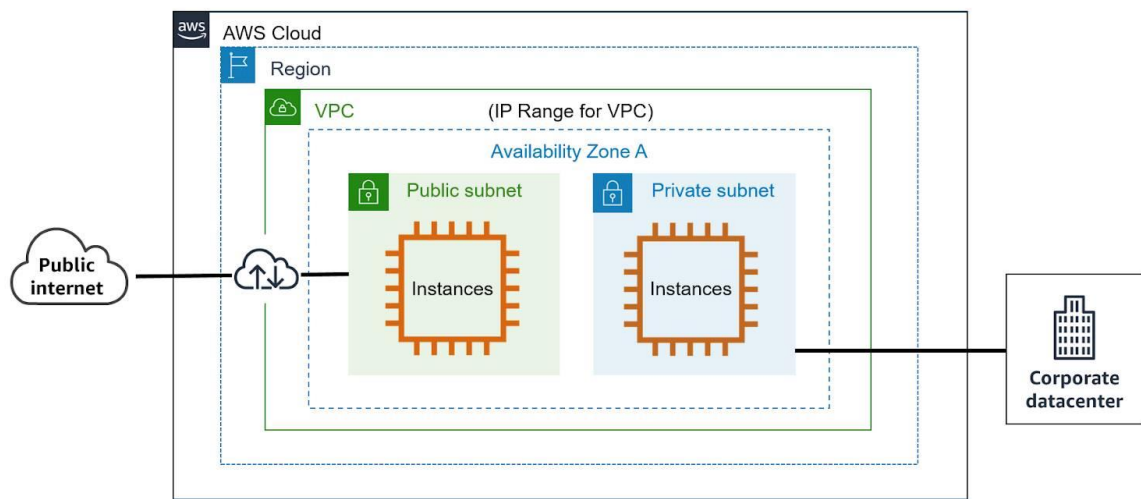 aws
AWS Cloud
Region
VPC
(IP Range for VPC)
Availability Zone A
Public subnet
Private subnet
Public
internet
Instances
Instances
Corporate
datacenter